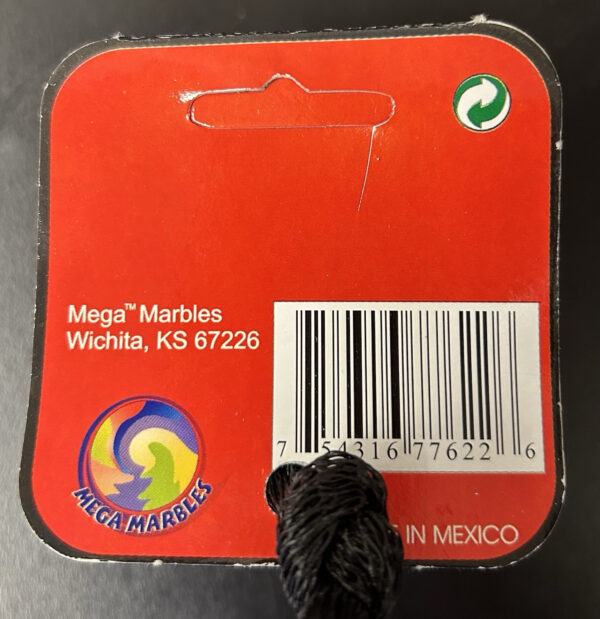 Mega™ Marbles
Wichita, KS 67226
7 54316 77622 6
MEGA MARBLES
IN MEXICO